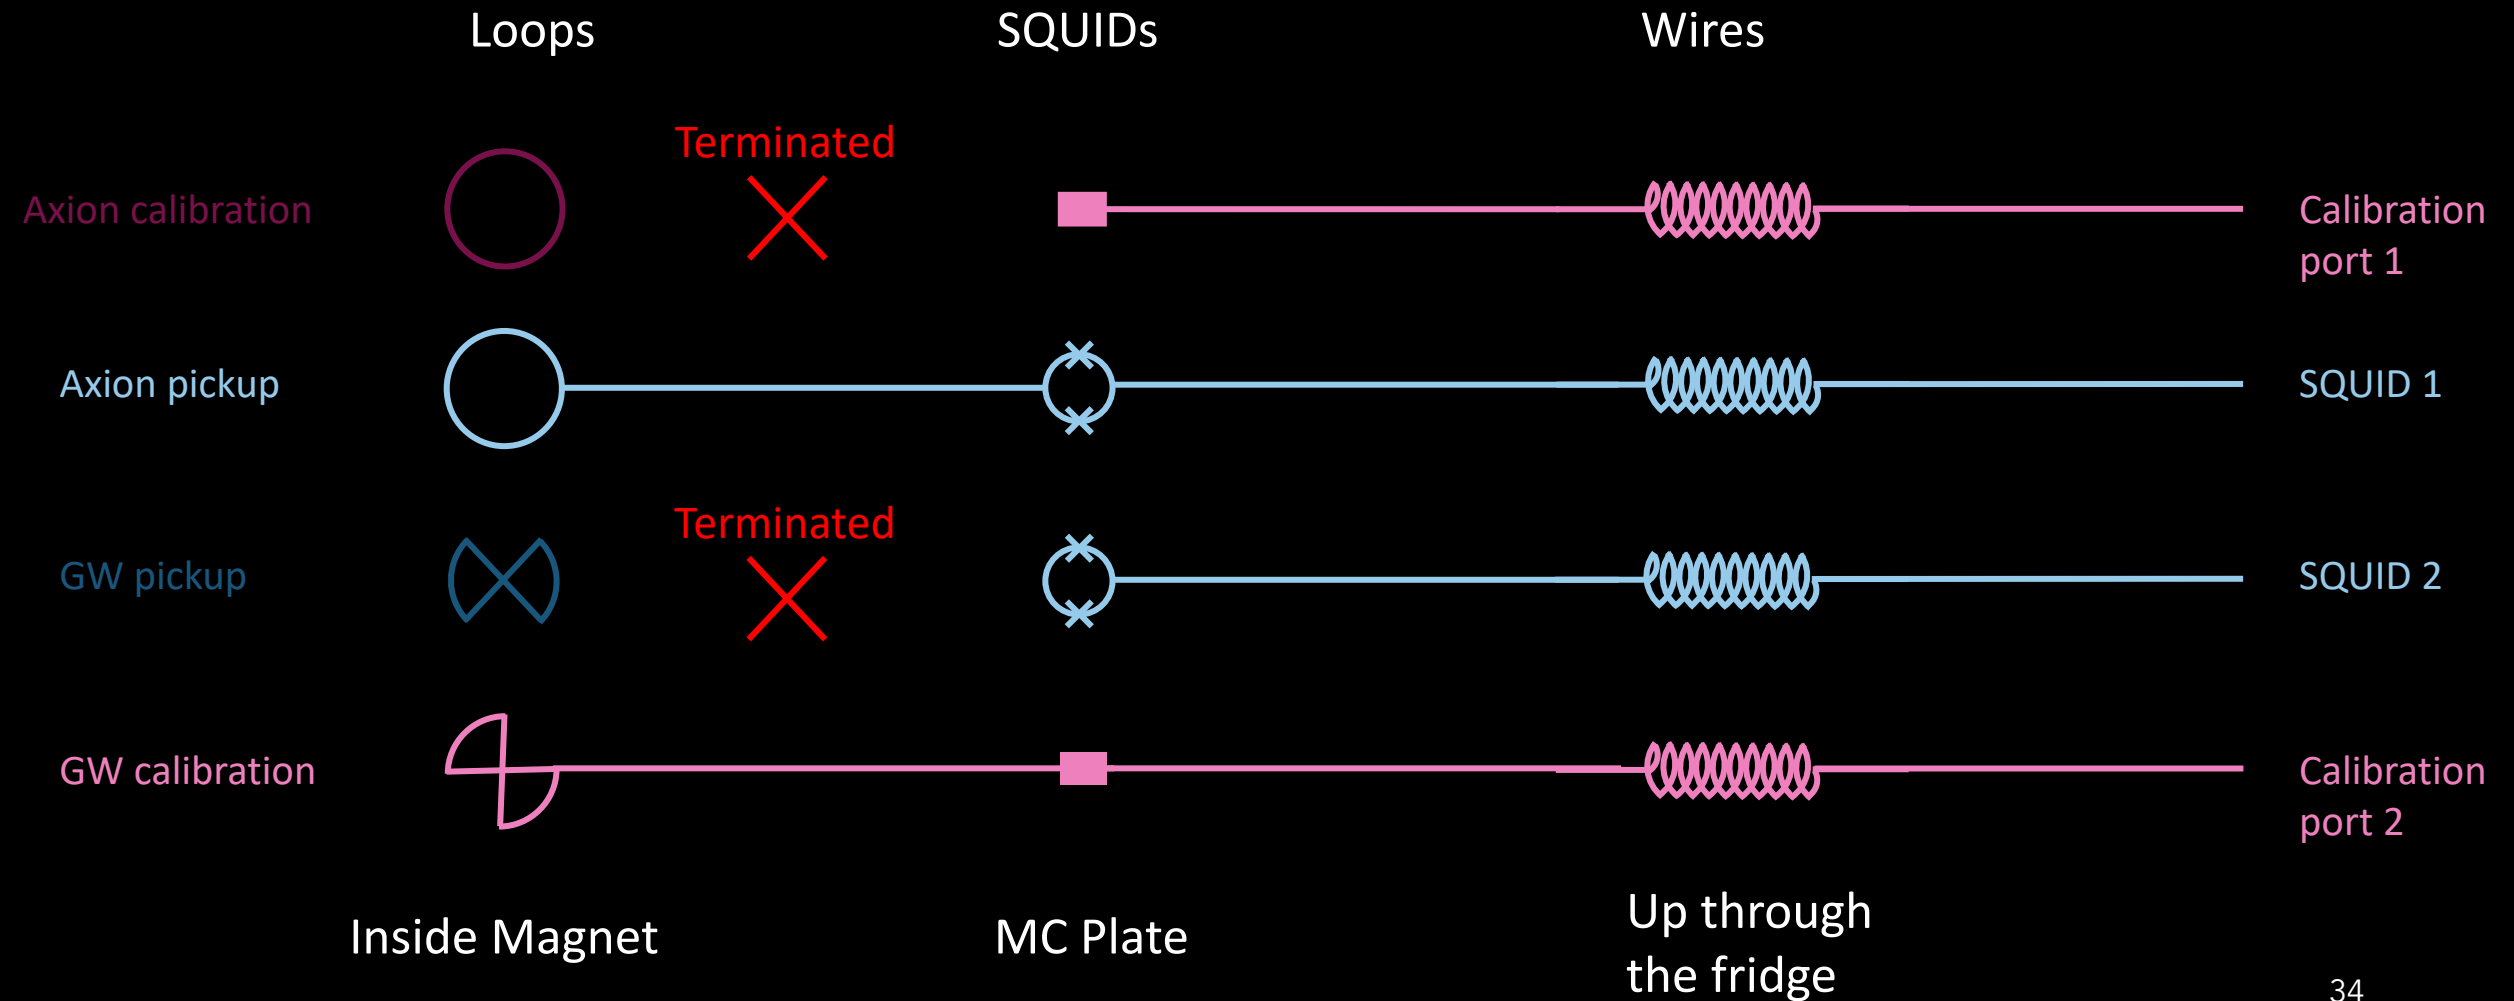 Loops
SQUIDs
Wires
Terminated
Axion calibration
Calibration
port 1
Axion pickup
SQUID 1
Terminated
GW pickup
SQUID 2
GW calibration
Calibration
port 2
Inside Magnet
MC Plate
Up through
the fridge
34